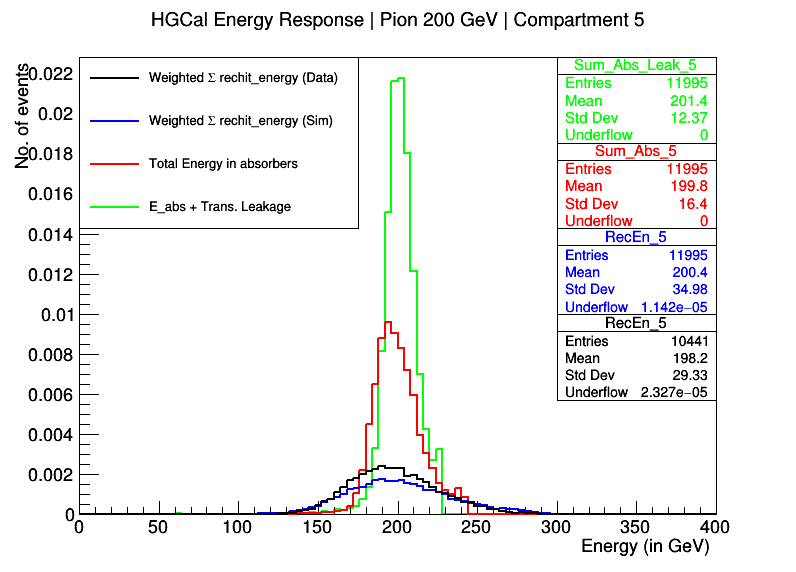 HGCal Energy Response | Pion 200 GeV | Compartment 5
No. of events
0.022
0.02
0.018
0.016
0.014
0.012
0.01
0.008
0.006
0.004
0.002
0
Weighted Σ rechit_energy (Data)
Weighted Σ rechit_energy (Sim)
Total Energy in absorbers
E_abs + Trans. Leakage
Sum_Abs_Leak_5
Entries 11995
Mean 201.4
Std Dev 12.37
Underflow 0
Sum_Abs_5
Entries 11995
Mean 199.8
Std Dev 16.4
Underflow 0
RecEn_5
Entries 11995
Mean 200.4
Std Dev 34.98
Underflow 1.142e−05
RecEn_5
Entries 10441
Mean 198.2
Std Dev 29.33
Underflow 2.327e−05
0 50 100 150 200 250 300 350 400
Energy (in GeV)